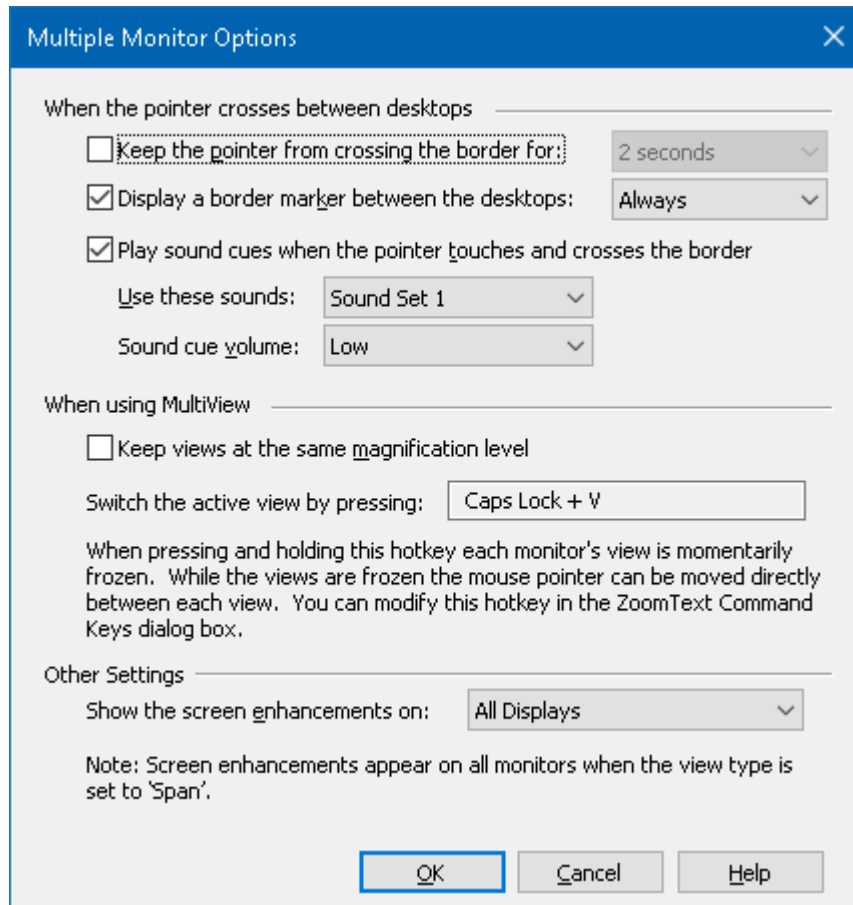 Multiple Monitor Options
When the pointer crosses between desktops
Keep the pointer from crossing the border for: 2 seconds
Display a border marker between the desktops: Always
Play sound cues when the pointer touches and crosses the border
Use these sounds: Sound Set 1
Sound cue volume: Low
When using MultiView
Keep views at the same magnification level
Switch the active view by pressing: Caps Lock + V
When pressing and holding this hotkey each monitor's view is momentarily
frozen. While the views are frozen the mouse pointer can be moved directly
between each view. You can modify this hotkey in the ZoomText Command
Keys dialog box.
Other Settings
Show the screen enhancements on: All Displays
Note: Screen enhancements appear on all monitors when the view type is
set to 'Span'.
OK Cancel Help